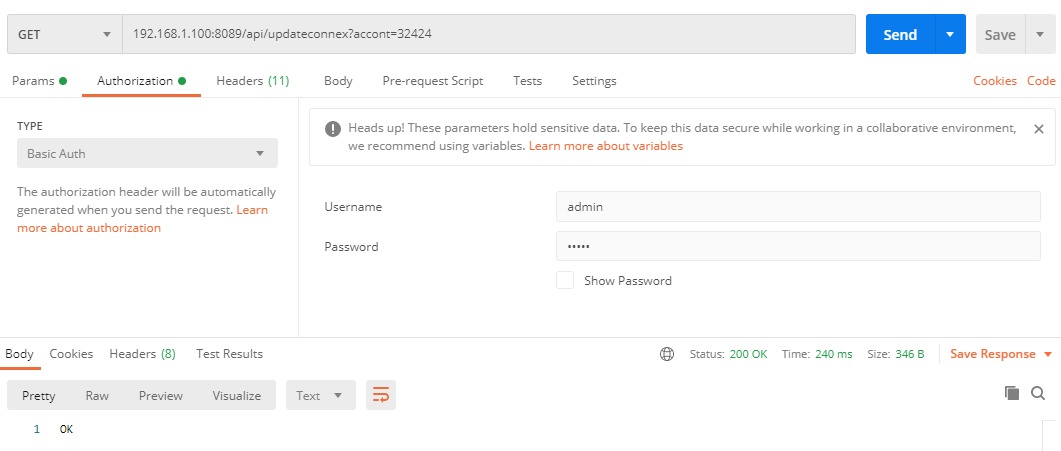 GET 192.168.1.100:8089/api/updateconnex?accont=32424 Send Save
Params Authorization Headers (11) Body Pre-request Script Tests Settings Cookies Code
TYPE
Basic Auth
The authorization header will be automatically
generated when you send the request. Learn
more about authorization
Heads up! These parameters hold sensitive data. To keep this data secure while working in a collaborative environment,
we recommend using variables. Learn more about variables
Username admin
Password •••••
Show Password
Body Cookies Headers (8) Test Results Status: 200 OK Time: 240 ms Size: 346 B Save Response
Pretty Raw Preview Visualize Text
1 OK